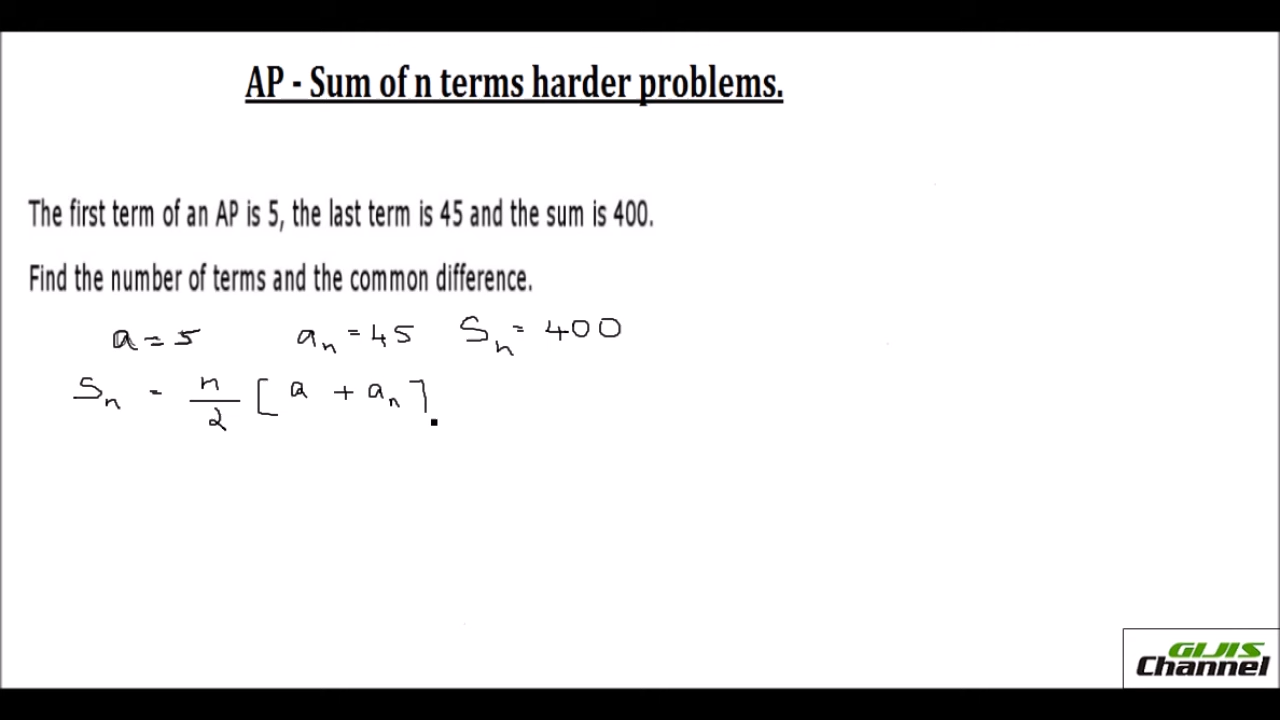 AP - Sum of n terms harder problems.
The first term of an AP is 5, the last term is 45 and the sum is 400.
Find the number of terms and the common difference.
a = 5 aₙ = 45 Sₙ = 400
Sₙ = n/2 [a + aₙ]
GIJIS
Channel